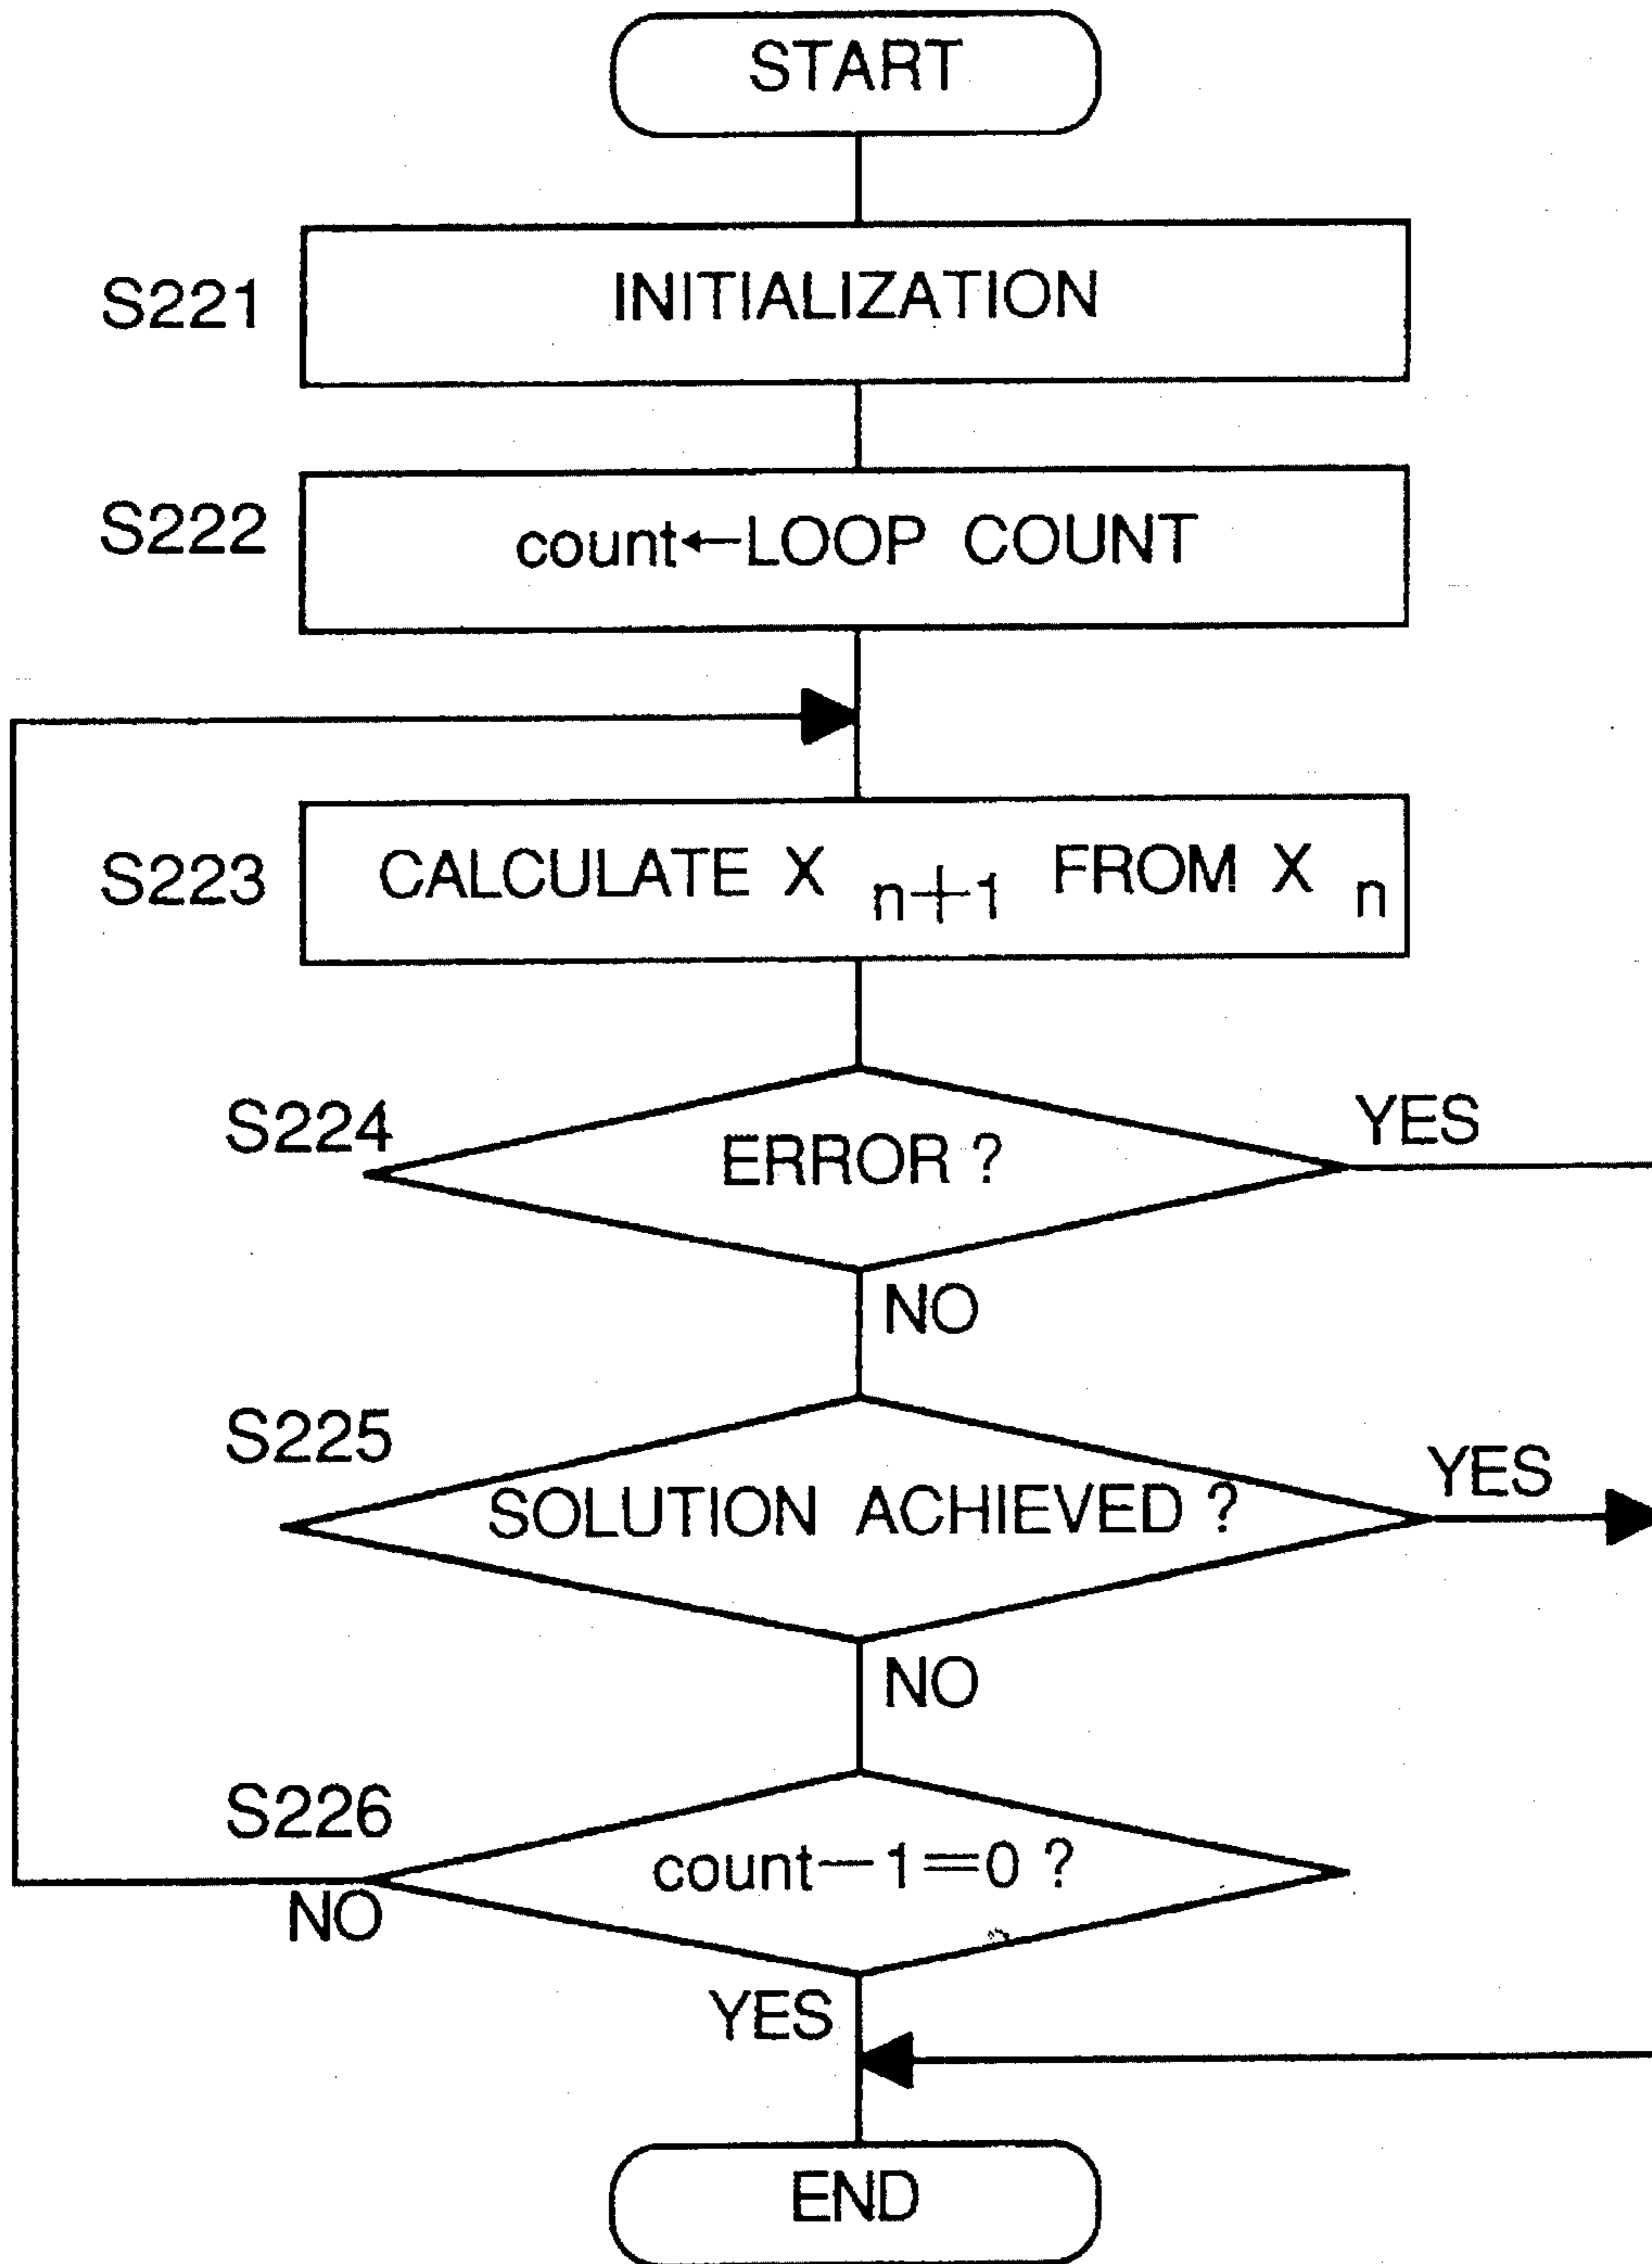 START
S221
INITIALIZATION
S222
count←LOOP COUNT
S223
CALCULATE X n+1 FROM X n
S224
ERROR ?
YES
NO
S225
SOLUTION ACHIEVED ?
YES
NO
S226
count−1=0 ?
NO
YES
END